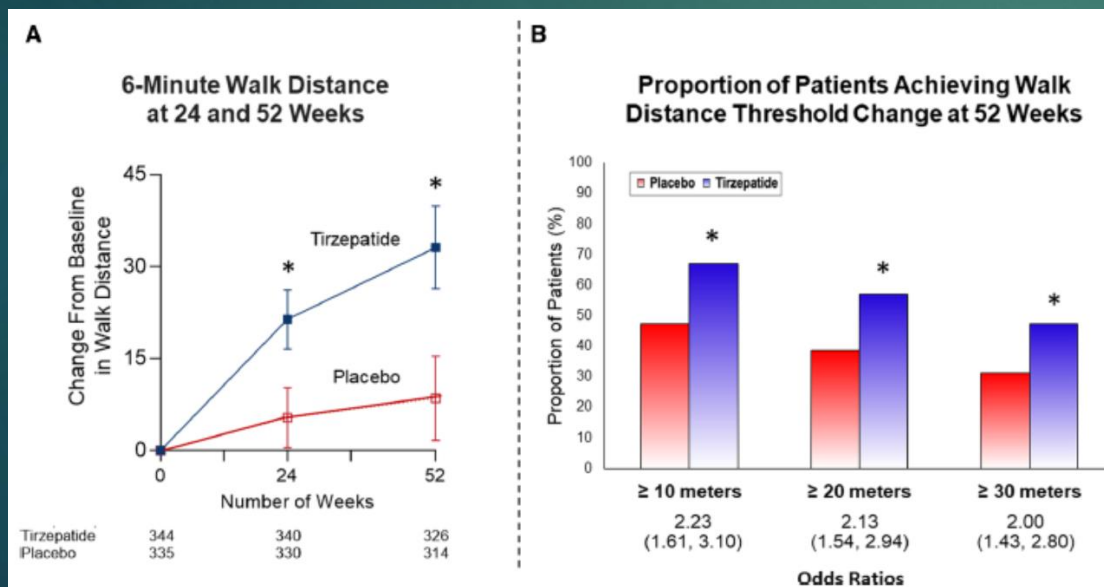 A
6-Minute Walk Distance
at 24 and 52 Weeks
Change From Baseline
in Walk Distance
45
30
15
0
*
*
Tirzepatide
Placebo
0
24
52
Number of Weeks
Tirzepatide 344 340 326
Placebo 335 330 314
B
Proportion of Patients Achieving Walk
Distance Threshold Change at 52 Weeks
Proportion of Patients (%)
100
90
80
70
60
50
40
30
20
10
0
Placebo Tirzepatide
*
*
*
≥ 10 meters ≥ 20 meters ≥ 30 meters
2.23 2.13 2.00
(1.61, 3.10) (1.54, 2.94) (1.43, 2.80)
Odds Ratios